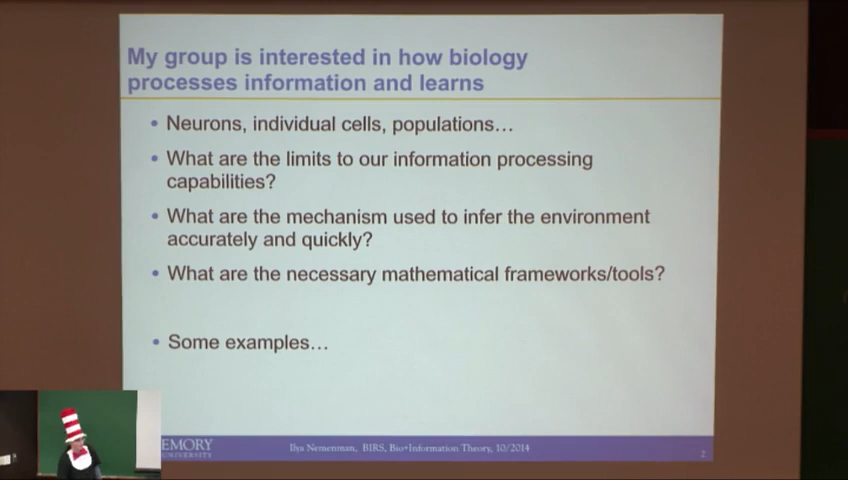 My group is interested in how biology
processes information and learns
• Neurons, individual cells, populations…
• What are the limits to our information processing
capabilities?
• What are the mechanism used to infer the environment
accurately and quickly?
• What are the necessary mathematical frameworks/tools?
• Some examples…
EMORY
UNIVERSITY
Ilya Nemenman, BIRS, Bio+Information Theory, 10/2014
2